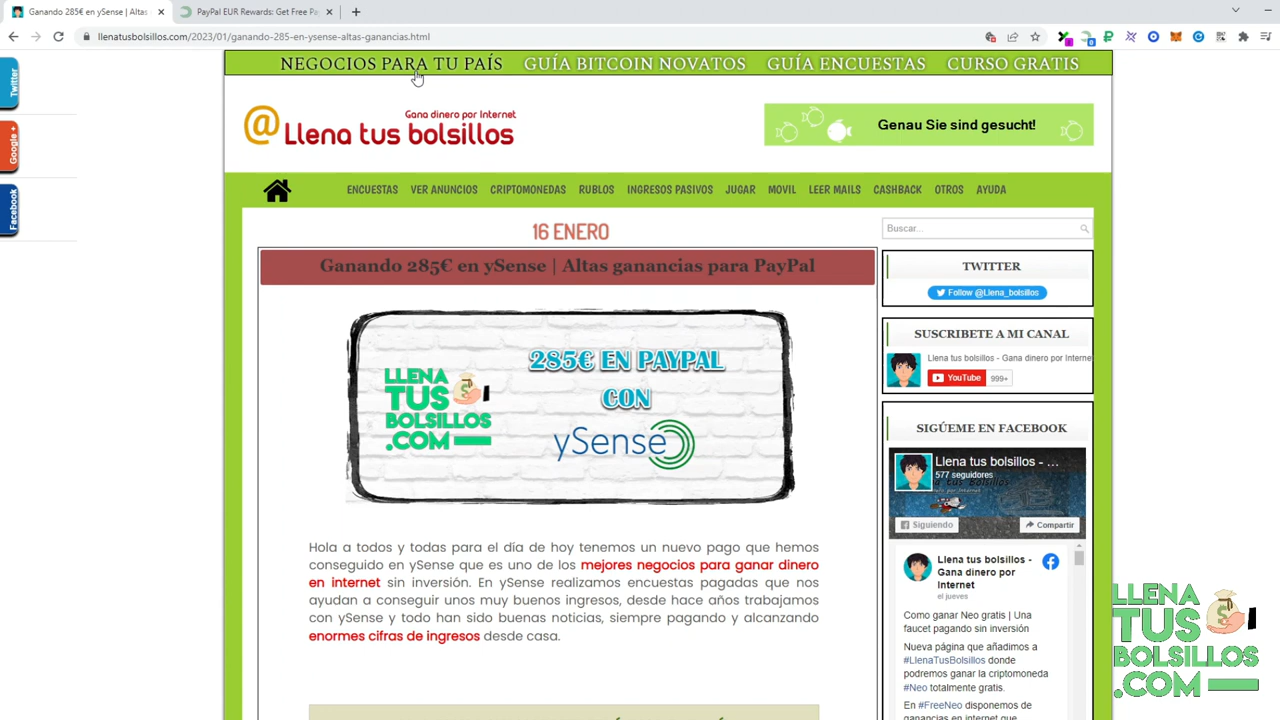 Ganando 285€ en ySense | Altas
PayPal EUR Rewards: Get Free Pa
llenatusbolsillos.com/2023/01/ganando-285-en-ysense-altas-ganancias.html
NEGOCIOS PARA TU PAÍS GUÍA BITCOIN NOVATOS GUÍA ENCUESTAS CURSO GRATIS
Twitter
Google +
Facebook
Gana dinero por Internet
@Llena tus bolsillos
Genau Sie sind gesucht!
ENCUESTAS VER ANUNCIOS CRIPTOMONEDAS RUBLOS INGRESOS PASIVOS JUGAR MOVIL LEER MAILS CASHBACK OTROS AYUDA
16 ENERO
Ganando 285€ en ySense | Altas ganancias para PayPal
285€ EN PAYPAL
CON
ySense
LLENA
TUS
BOLSILLOS
.COM
Hola a todos y todas para el día de hoy tenemos un nuevo pago que hemos
conseguido en ySense que es uno de los mejores negocios para ganar dinero
en internet sin inversión. En ySense realizamos encuestas pagadas que nos
ayudan a conseguir unos muy buenos ingresos, desde hace años trabajamos
con ySense y todo han sido buenas noticias, siempre pagando y alcanzando
enormes cifras de ingresos desde casa.
Buscar...
TWITTER
Follow @Llena_bolsillos
SUSCRIBETE A MI CANAL
Llena tus bolsillos - Gana dinero por Interne
YouTube 999+
SIGÚEME EN FACEBOOK
Llena tus bolsillos - ...
577 seguidores
Siguiendo
Compartir
Llena tus bolsillos -
Gana dinero por
Internet
el jueves
Como ganar Neo gratis | Una
faucet pagando sin inversión
Nueva página que añadimos a
#LlenaTusBolsillos donde
podremos ganar la criptomoneda
#Neo totalmente gratis.
En #FreeNeo disponemos de
ganancias en internet que
LLENA
TUS
BOLSILLOS
.COM